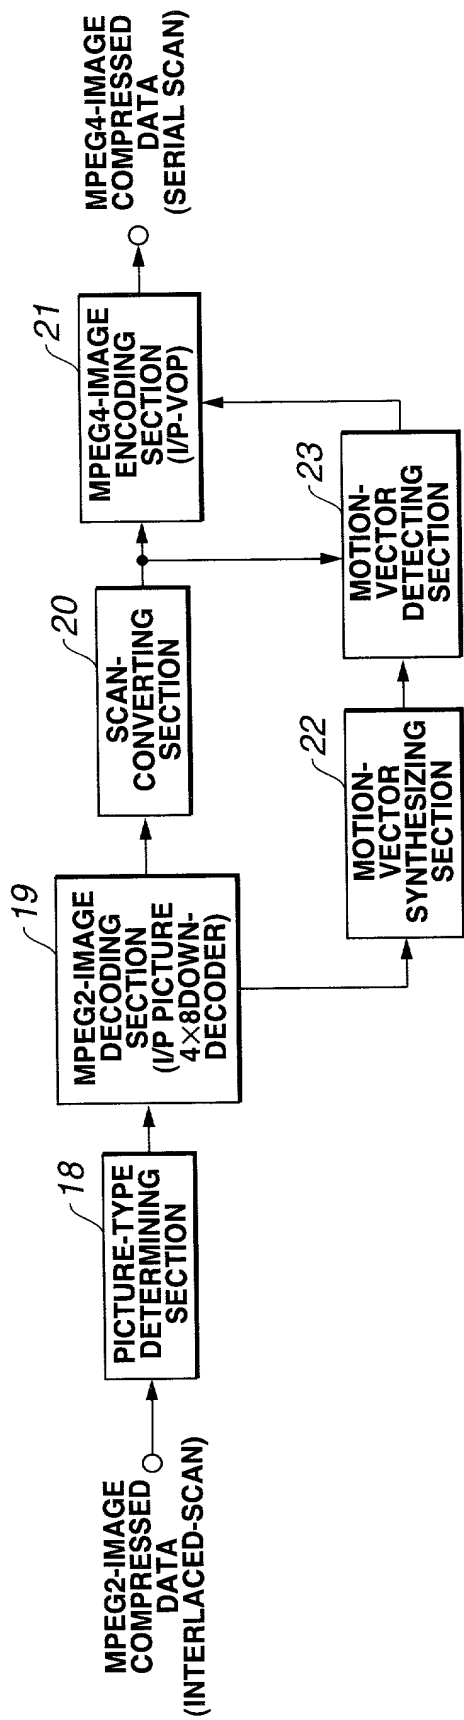 MPEG2-IMAGE
COMPRESSED
DATA
(INTERLACED-SCAN)
18
PICTURE-TYPE
DETERMINING
SECTION
19
MPEG2-IMAGE
DECODING
SECTION
(I/P PICTURE
4×8DOWN-
DECODER)
20
SCAN-
CONVERTING
SECTION
21
MPEG4-IMAGE
ENCODING
SECTION
(I/P-VOP)
MPEG4-IMAGE
COMPRESSED
DATA
(SERIAL SCAN)
22
MOTION-
VECTOR
SYNTHESIZING
SECTION
23
MOTION-
VECTOR
DETECTING
SECTION